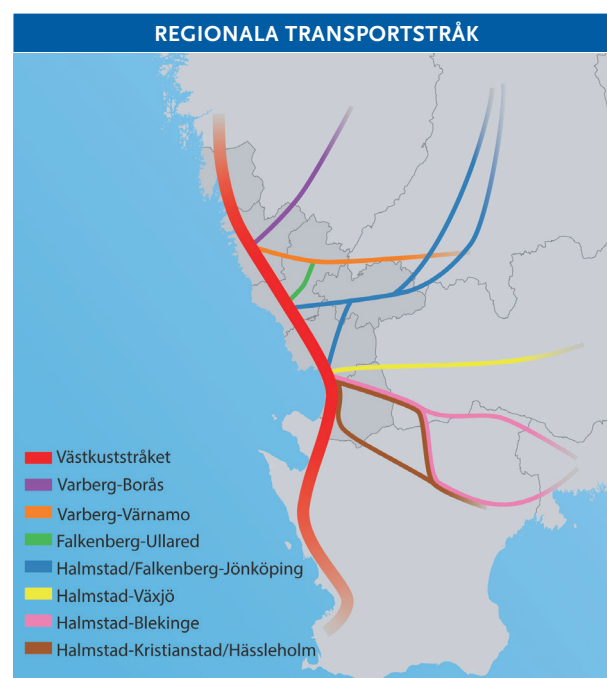 REGIONALA TRANSPORTSTRÅK
Västkuststråket
Varberg-Borås
Varberg-Värnamo
Falkenberg-Ullared
Halmstad/Falkenberg-Jönköping
Halmstad-Växjö
Halmstad-Blekinge
Halmstad-Kristianstad/Hässleholm